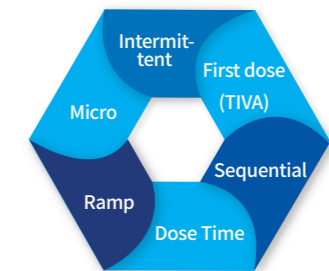 Intermit-
tent
First dose
(TIVA)
Micro
Sequential
Ramp
Dose Time